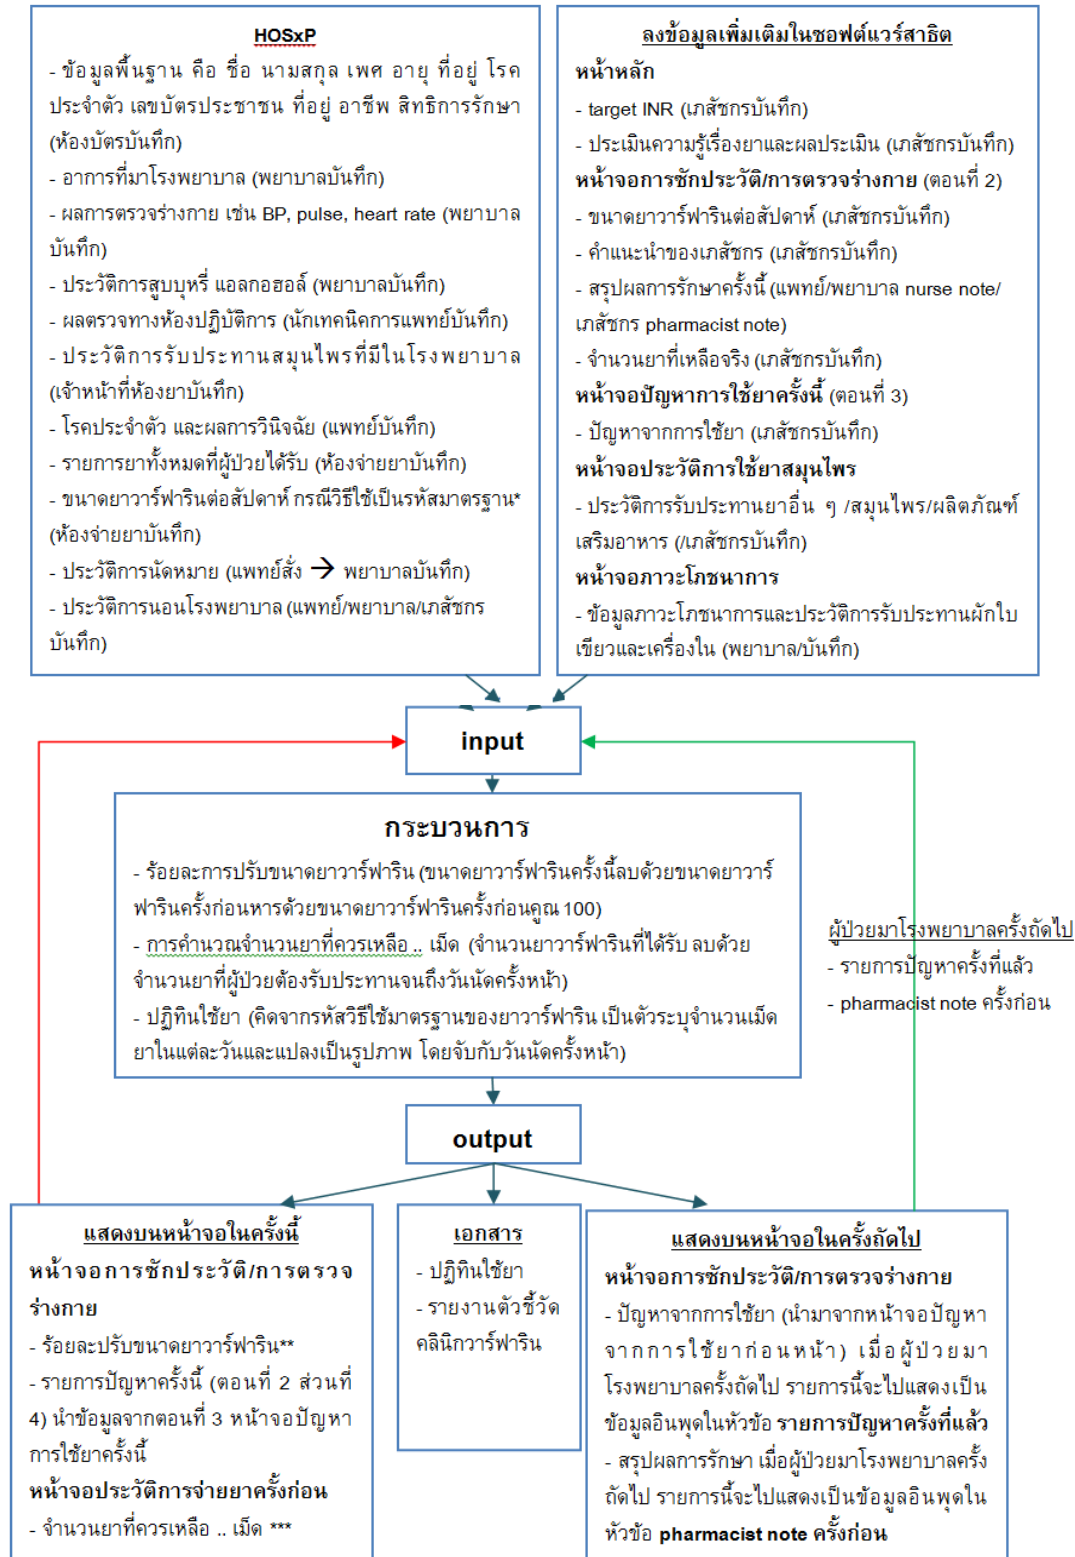 HOSxP
- ข้อมูลพื้นฐาน คือ ชื่อ นามสกุล เพศ อายุ ที่อยู่ โรค
ประจำตัว เลขบัตรประชาชน ที่อยู่ อาชีพ สิทธิการรักษา
(ห้องบัตรบันทึก)
- อาการที่มาโรงพยาบาล (พยาบาลบันทึก)
- ผลการตรวจร่างกาย เช่น BP, pulse, heart rate (พยาบาล
บันทึก)
- ประวัติการสูบบุหรี่ แอลกอฮอล์ (พยาบาลบันทึก)
- ผลตรวจทางห้องปฏิบัติการ (นักเทคนิคการแพทย์บันทึก)
- ประวัติการรับประทานสมุนไพรที่มีในโรงพยาบาล
(เจ้าหน้าที่ห้องยาบันทึก)
- โรคประจำตัว และผลการวินิจฉัย (แพทย์บันทึก)
- รายการยาทั้งหมดที่ผู้ป่วยได้รับ (ห้องจ่ายยาบันทึก)
- ขนาดยาวาร์ฟารินต่อสัปดาห์ กรณีวิธีใช้เป็นรหัสมาตรฐาน*
(ห้องจ่ายยาบันทึก)
- ประวัติการนัดหมาย (แพทย์สั่ง → พยาบาลบันทึก)
- ประวัติการนอนโรงพยาบาล (แพทย์/พยาบาล/เภสัชกร
บันทึก)
ลงข้อมูลเพิ่มเติมในซอฟต์แวร์สาธิต
หน้าหลัก
- target INR (เภสัชกรบันทึก)
- ประเมินความรู้เรื่องยาและผลประเมิน (เภสัชกรบันทึก)
หน้าจอการซักประวัติ/การตรวจร่างกาย (ตอนที่ 2)
- ขนาดยาวาร์ฟารินต่อสัปดาห์ (เภสัชกรบันทึก)
- คำแนะนำของเภสัชกร (เภสัชกรบันทึก)
- สรุปผลการรักษาครั้งนี้ (แพทย์/พยาบาล nurse note/
เภสัชกร pharmacist note)
- จำนวนยาที่เหลือจริง (เภสัชกรบันทึก)
หน้าจอปัญหาการใช้ยาครั้งนี้ (ตอนที่ 3)
- ปัญหาจากการใช้ยา (เภสัชกรบันทึก)
หน้าจอประวัติการใช้ยาสมุนไพร
- ประวัติการรับประทานยาอื่น ๆ /สมุนไพร/ผลิตภัณฑ์
เสริมอาหาร (/เภสัชกรบันทึก)
หน้าจอภาวะโภชนาการ
- ข้อมูลภาวะโภชนาการและประวัติการรับประทานผักใบ
เขียวและเครื่องใน (พยาบาล/บันทึก)
input
กระบวนการ
- ร้อยละการปรับขนาดยาวาร์ฟาริน (ขนาดยาวาร์ฟารินครั้งนี้ลบด้วยขนาดยาวาร์
ฟารินครั้งก่อนหารด้วยขนาดยาวาร์ฟารินครั้งก่อนคูณ 100)
- การคำนวณจำนวนยาที่ควรเหลือ .. เม็ด (จำนวนยาวาร์ฟารินที่ได้รับ ลบด้วย
จำนวนยาที่ผู้ป่วยต้องรับประทานจนถึงวันนัดครั้งหน้า)
- ปฏิทินใช้ยา (คิดจากรหัสวิธีใช้มาตรฐานของยาวาร์ฟาริน เป็นตัวระบุจำนวนเม็ด
ยาในแต่ละวันและแปลงเป็นรูปภาพ โดยจับกับวันนัดครั้งหน้า)
ผู้ป่วยมาโรงพยาบาลครั้งถัดไป
- รายการปัญหาครั้งที่แล้ว
- pharmacist note ครั้งก่อน
output
แสดงบนหน้าจอในครั้งนี้
หน้าจอการซักประวัติ/การตรวจ
ร่างกาย
- ร้อยละปรับขนาดยาวาร์ฟาริน**
- รายการปัญหาครั้งนี้ (ตอนที่ 2 ส่วนที่
4) นำข้อมูลจากตอนที่ 3 หน้าจอปัญหา
การใช้ยาครั้งนี้
หน้าจอประวัติการจ่ายยาครั้งก่อน
- จำนวนยาที่ควรเหลือ .. เม็ด ***
เอกสาร
- ปฏิทินใช้ยา
- รายงานตัวชี้วัด
คลินิกวาร์ฟาริน
แสดงบนหน้าจอในครั้งถัดไป
หน้าจอการซักประวัติ/การตรวจร่างกาย
- ปัญหาจากการใช้ยา (นำมาจากหน้าจอปัญหา
จากการใช้ยาก่อนหน้า) เมื่อผู้ป่วยมา
โรงพยาบาลครั้งถัดไป รายการนี้จะไปแสดงเป็น
ข้อมูลอินพุตในหัวข้อ รายการปัญหาครั้งที่แล้ว
- สรุปผลการรักษา เมื่อผู้ป่วยมาโรงพยาบาลครั้ง
ถัดไป รายการนี้จะไปแสดงเป็นข้อมูลอินพุตใน
หัวข้อ pharmacist note ครั้งก่อน